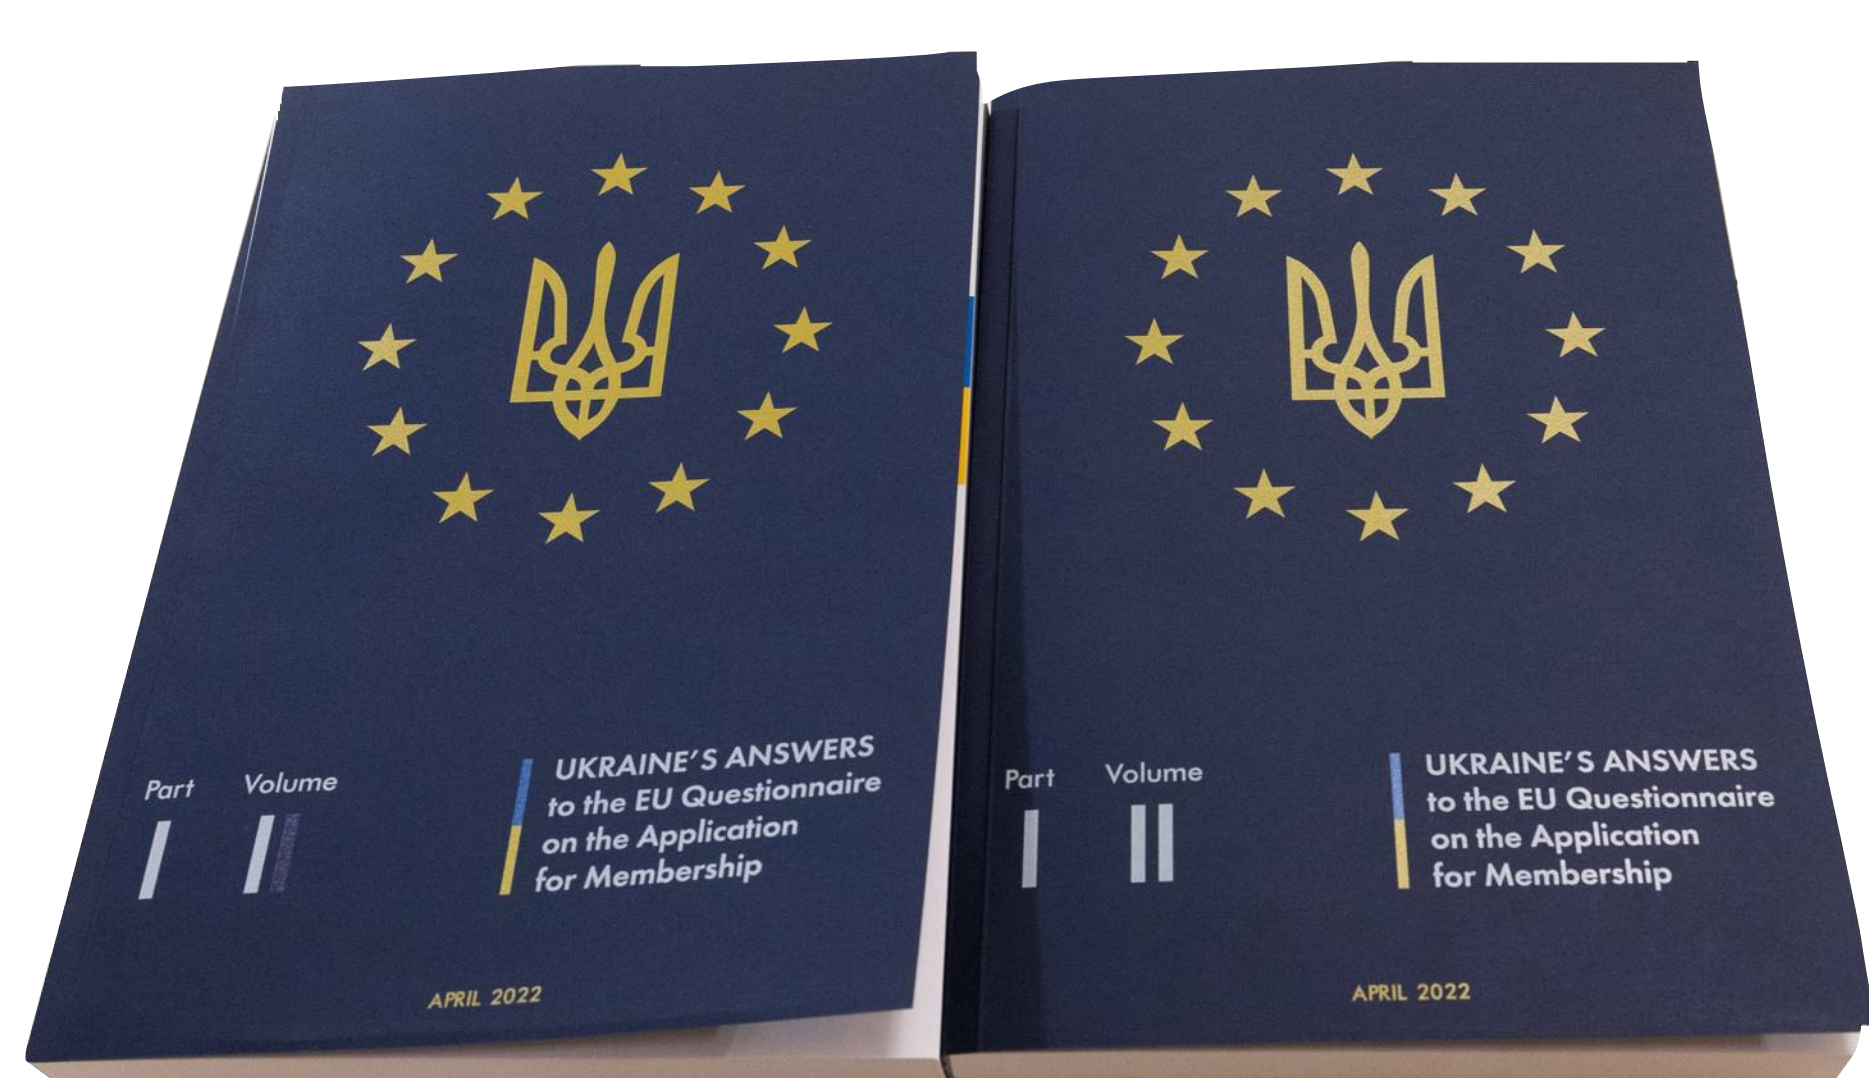 Part Volume
I I
UKRAINE'S ANSWERS
to the EU Questionnaire
on the Application
for Membership
APRIL 2022
Part Volume
I II
UKRAINE'S ANSWERS
to the EU Questionnaire
on the Application
for Membership
APRIL 2022